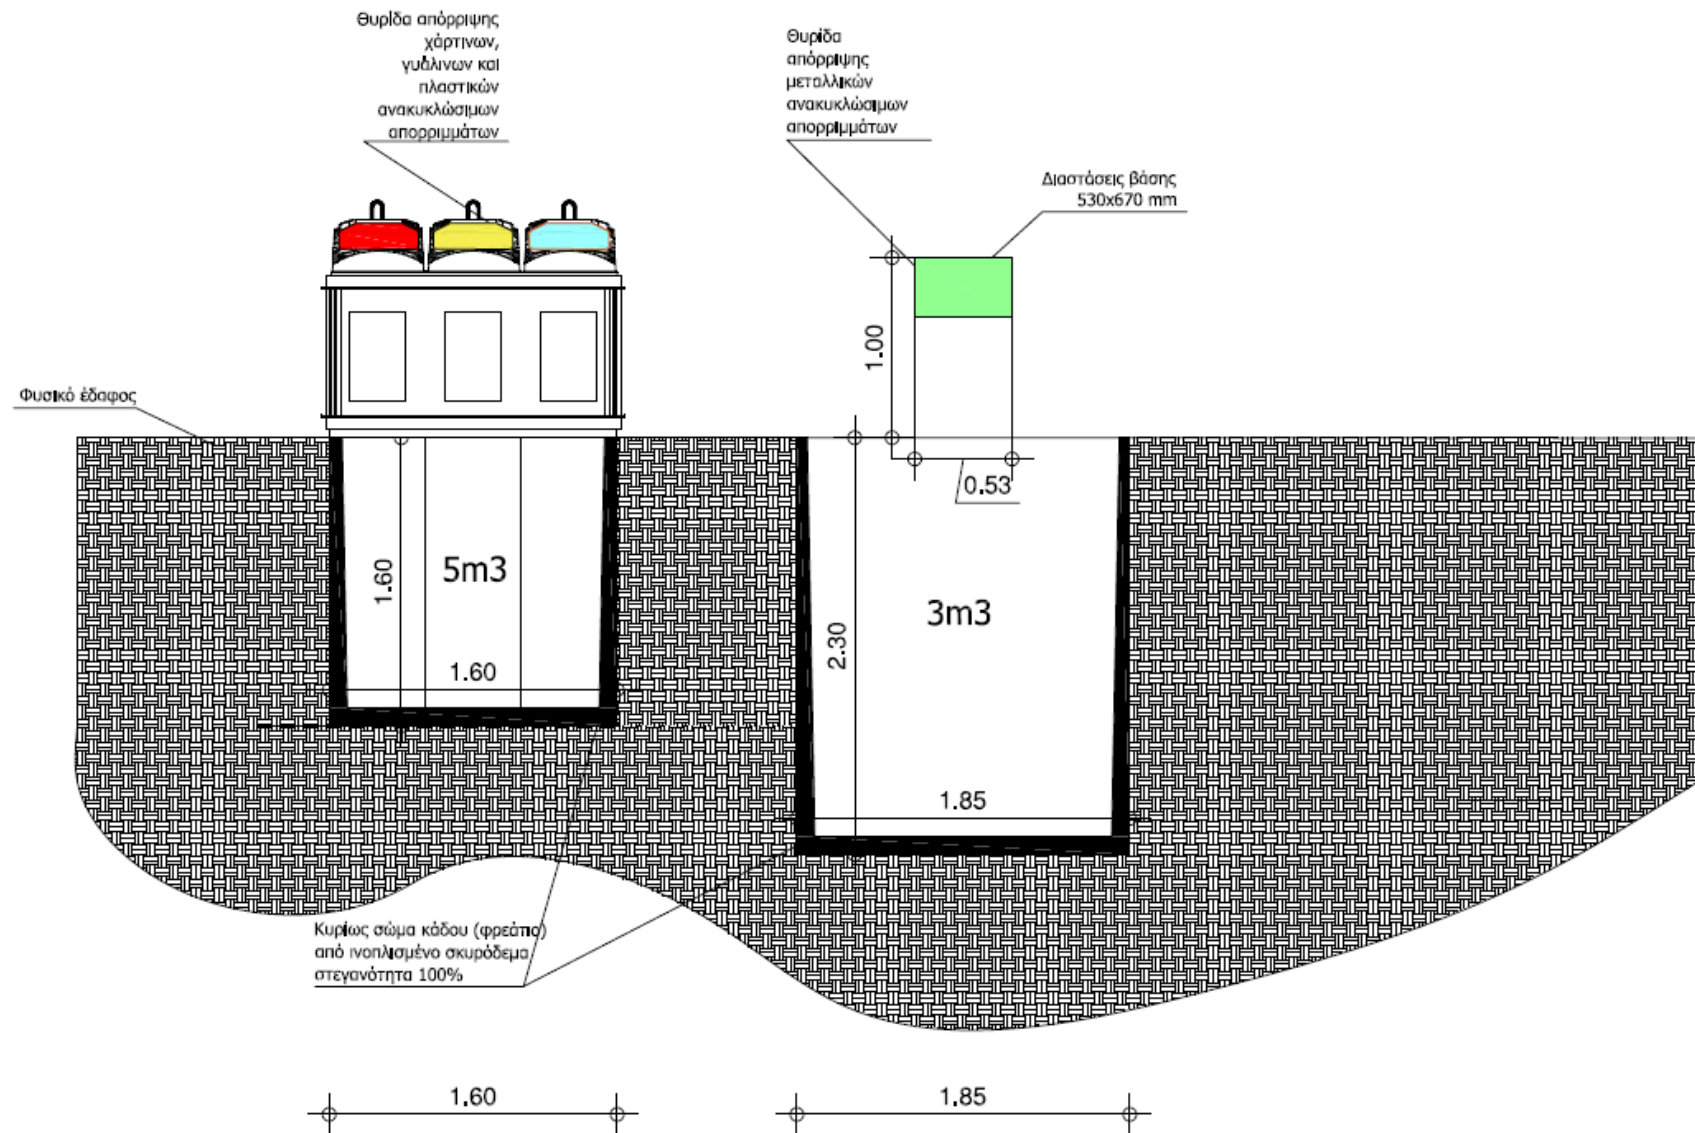 Θυρίδα απόρριψης
χάρτινων,
γυάλινων και
πλαστικών
ανακυκλώσιμων
απορριμμάτων
Θυρίδα
απόρριψης
μεταλλικών
ανακυκλώσιμων
απορριμμάτων
Διαστάσεις βάσης
530x670 mm
1.00
Φυσικό έδαφος
0.53
1.60
5m3
1.60
2.30
3m3
1.85
Κυρίως σώμα κάδου (φρεάτιο)
από ινοπλισμένο σκυρόδεμα
στεγανότητα 100%
1.60
1.85